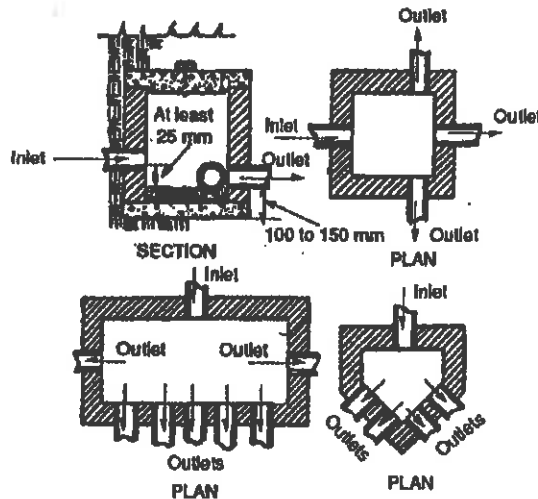 At least
25 mm
Inlet
Outlet
100 to 150 mm
SECTION
Outlet
Inlet
Outlet
Outlet
PLAN
Inlet
Outlet
Outlet
Outlets
PLAN
Inlet
Outlets
Outlets
PLAN